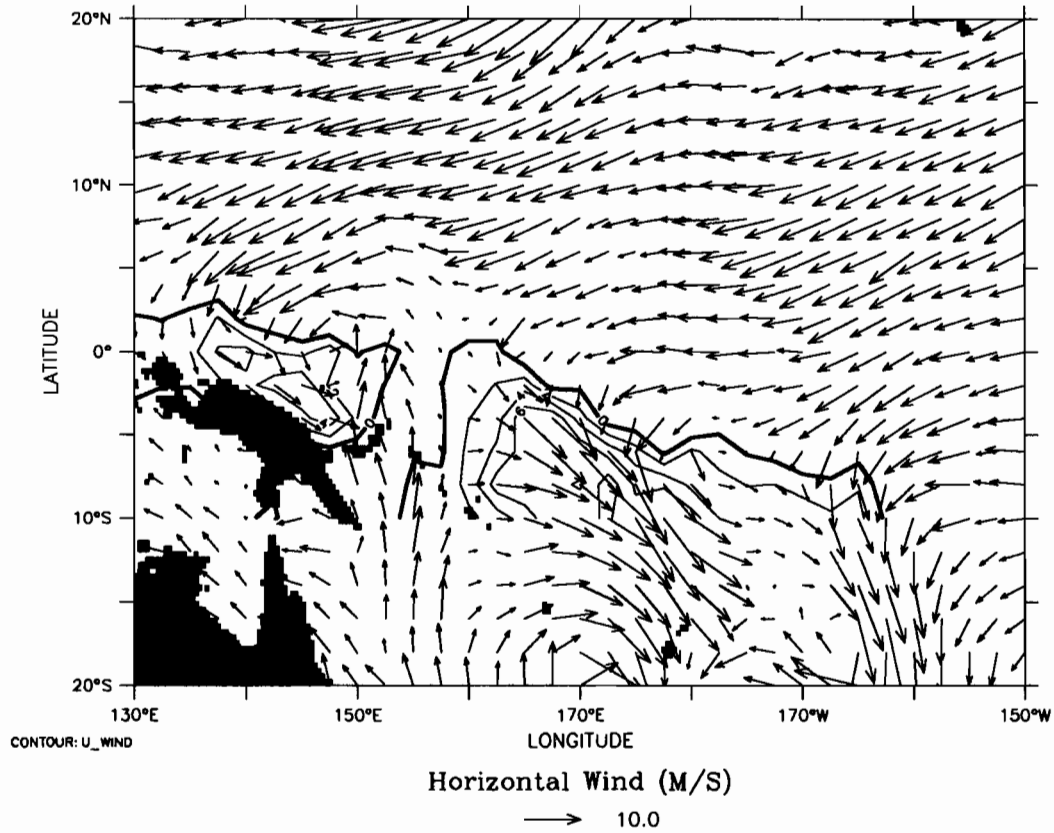 20°N
10°N
LATITUDE
0°
10°S
20°S
130°E 150°E 170°E 170°W 150°W
CONTOUR: U_WIND
LONGITUDE
Horizontal Wind (M/S)
10.0